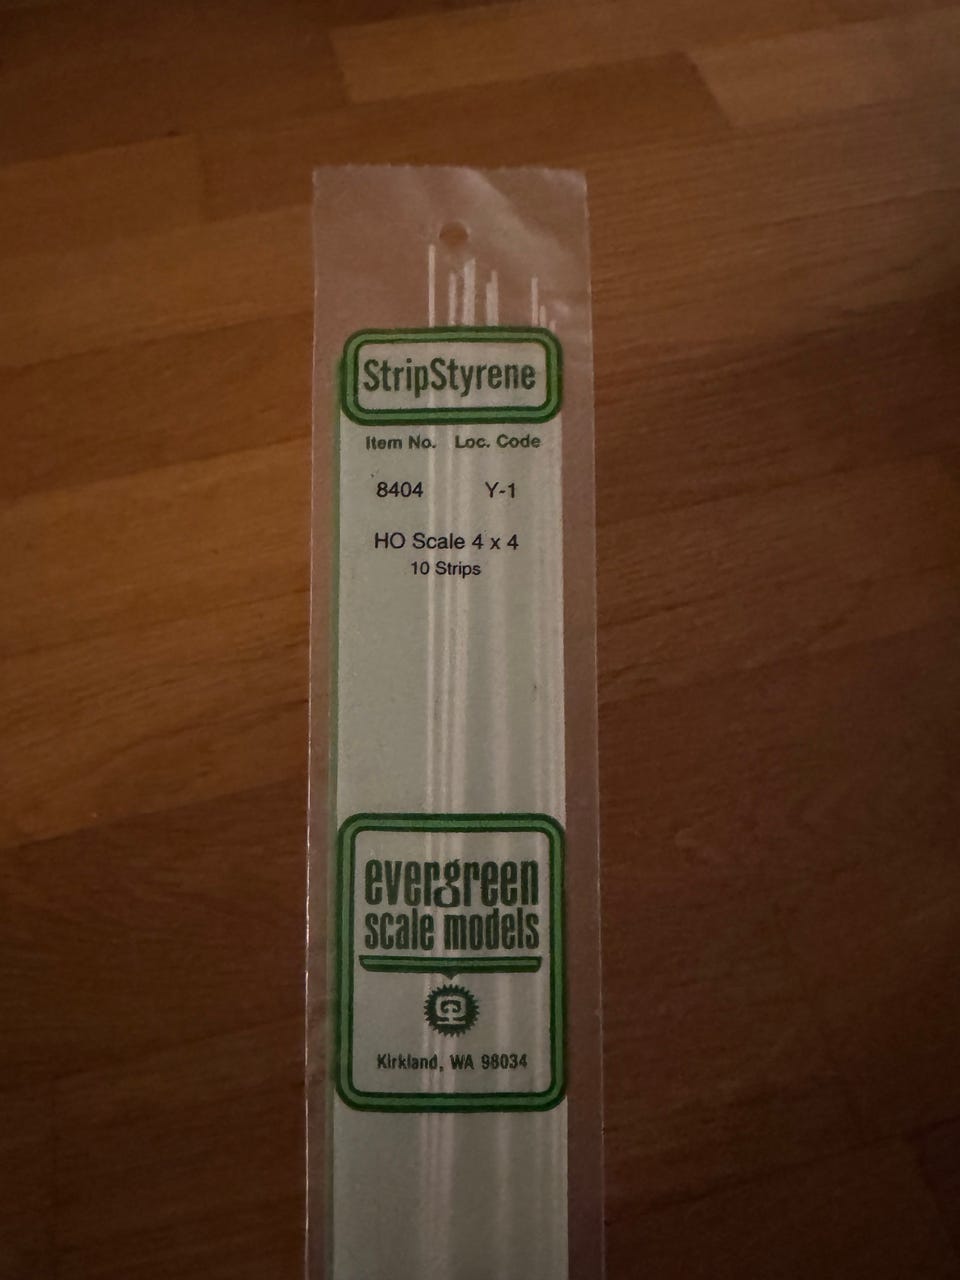 StripStyrene
Item No. Loc. Code
8404 Y-1
HO Scale 4 x 4
10 Strips
evergreen
scale models
Kirkland, WA 98034